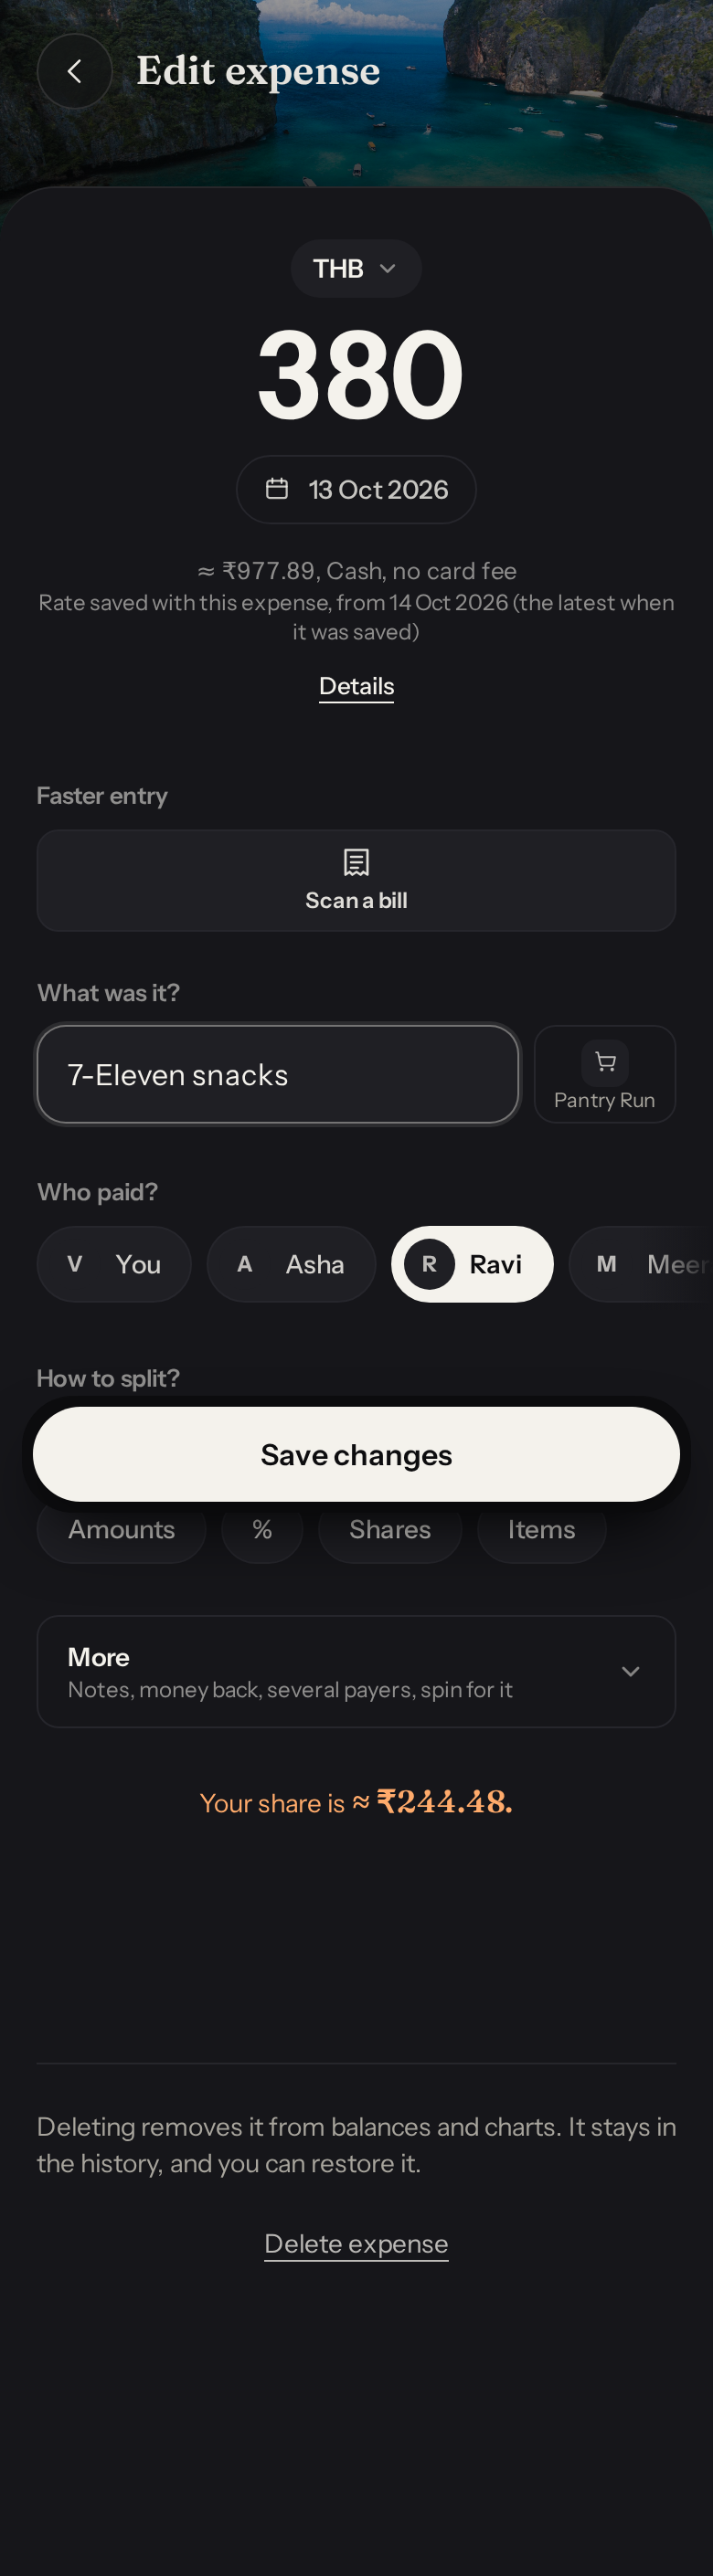 Edit expense
THB
380
13 Oct 2026
≈ ₹977.89, Cash, no card fee
Rate saved with this expense, from 14 Oct 2026 (the latest when
it was saved)
Details
Faster entry
Scan a bill
What was it?
7-Eleven snacks
Pantry Run
Who paid?
V You
A Asha
R Ravi
M Meer
How to split?
Save changes
Amounts
%
Shares
Items
More
Notes, money back, several payers, spin for it
Your share is ≈ ₹244.48.
Deleting removes it from balances and charts. It stays in
the history, and you can restore it.
Delete expense